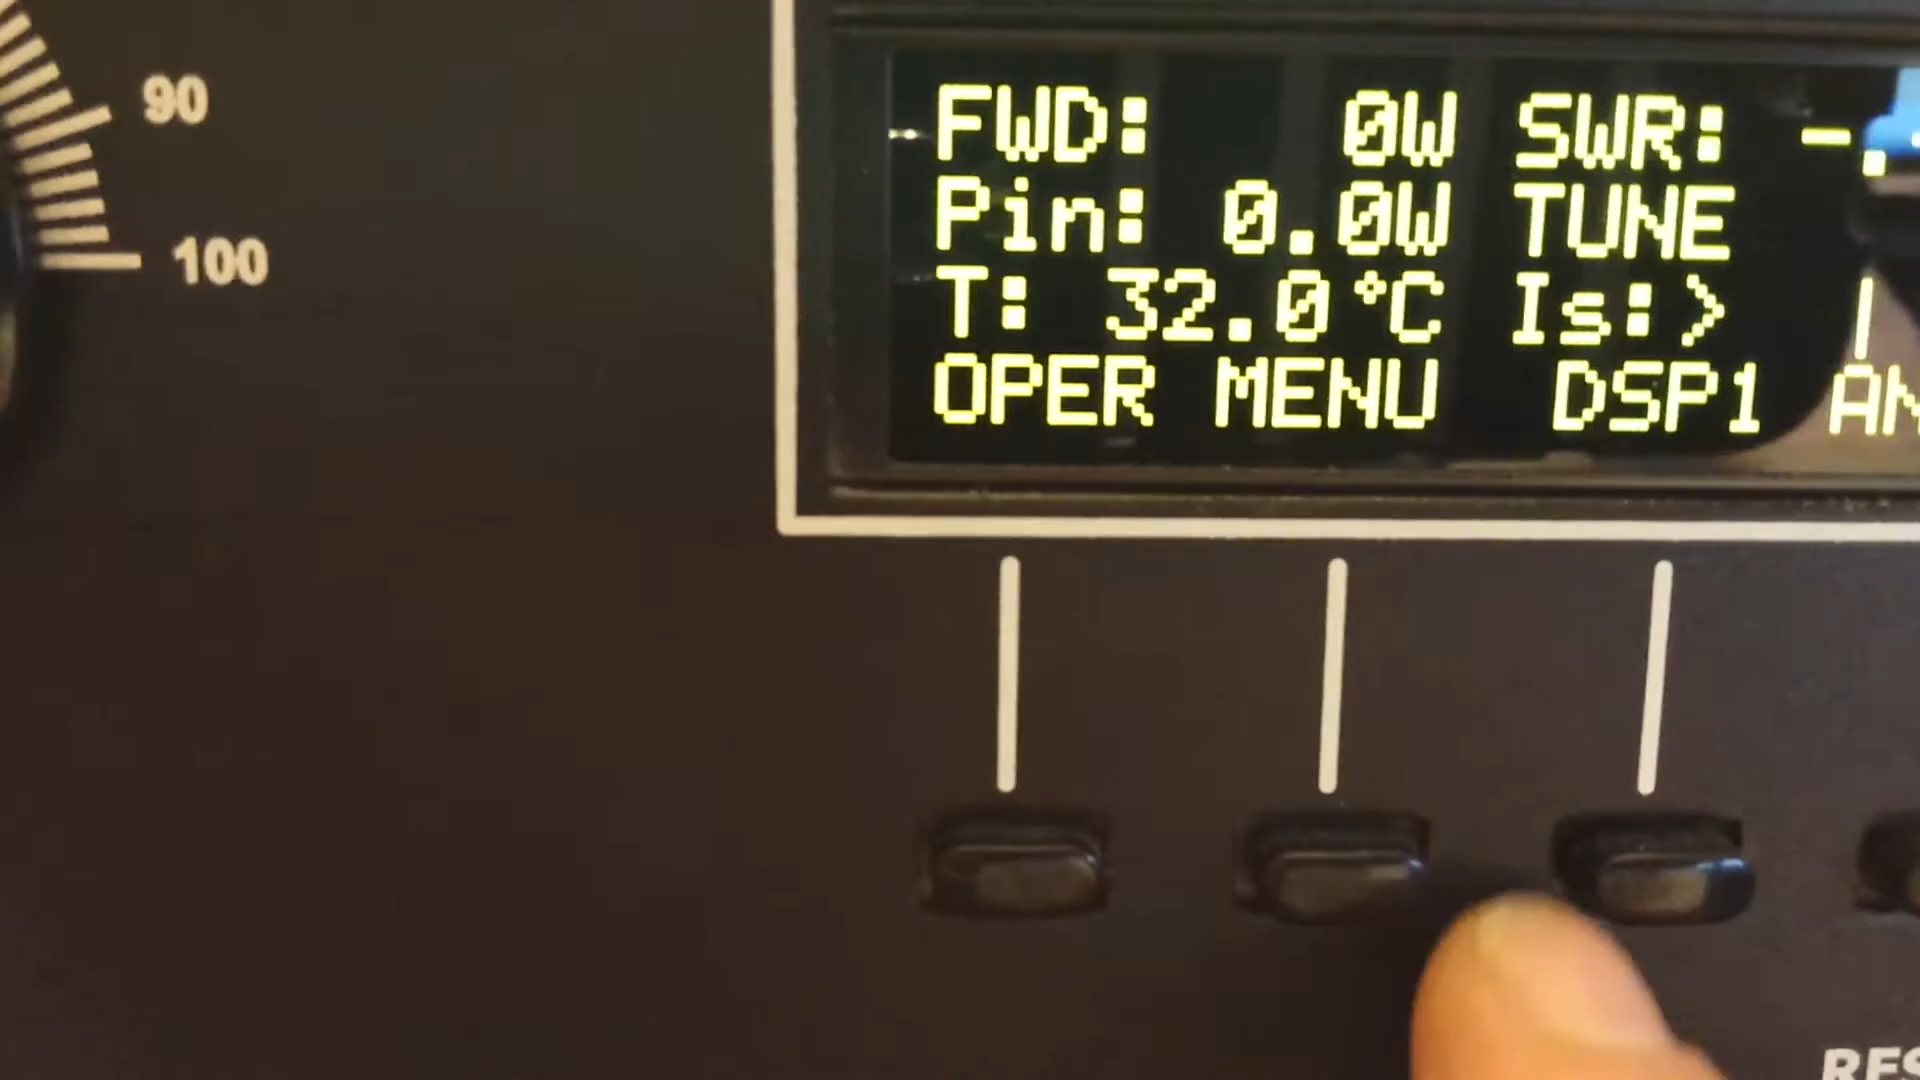 90
100
FWD: 0W SWR: -.
Pin: 0.0W TUNE
T: 32.0°C Is:> |
OPER MENU DSP1